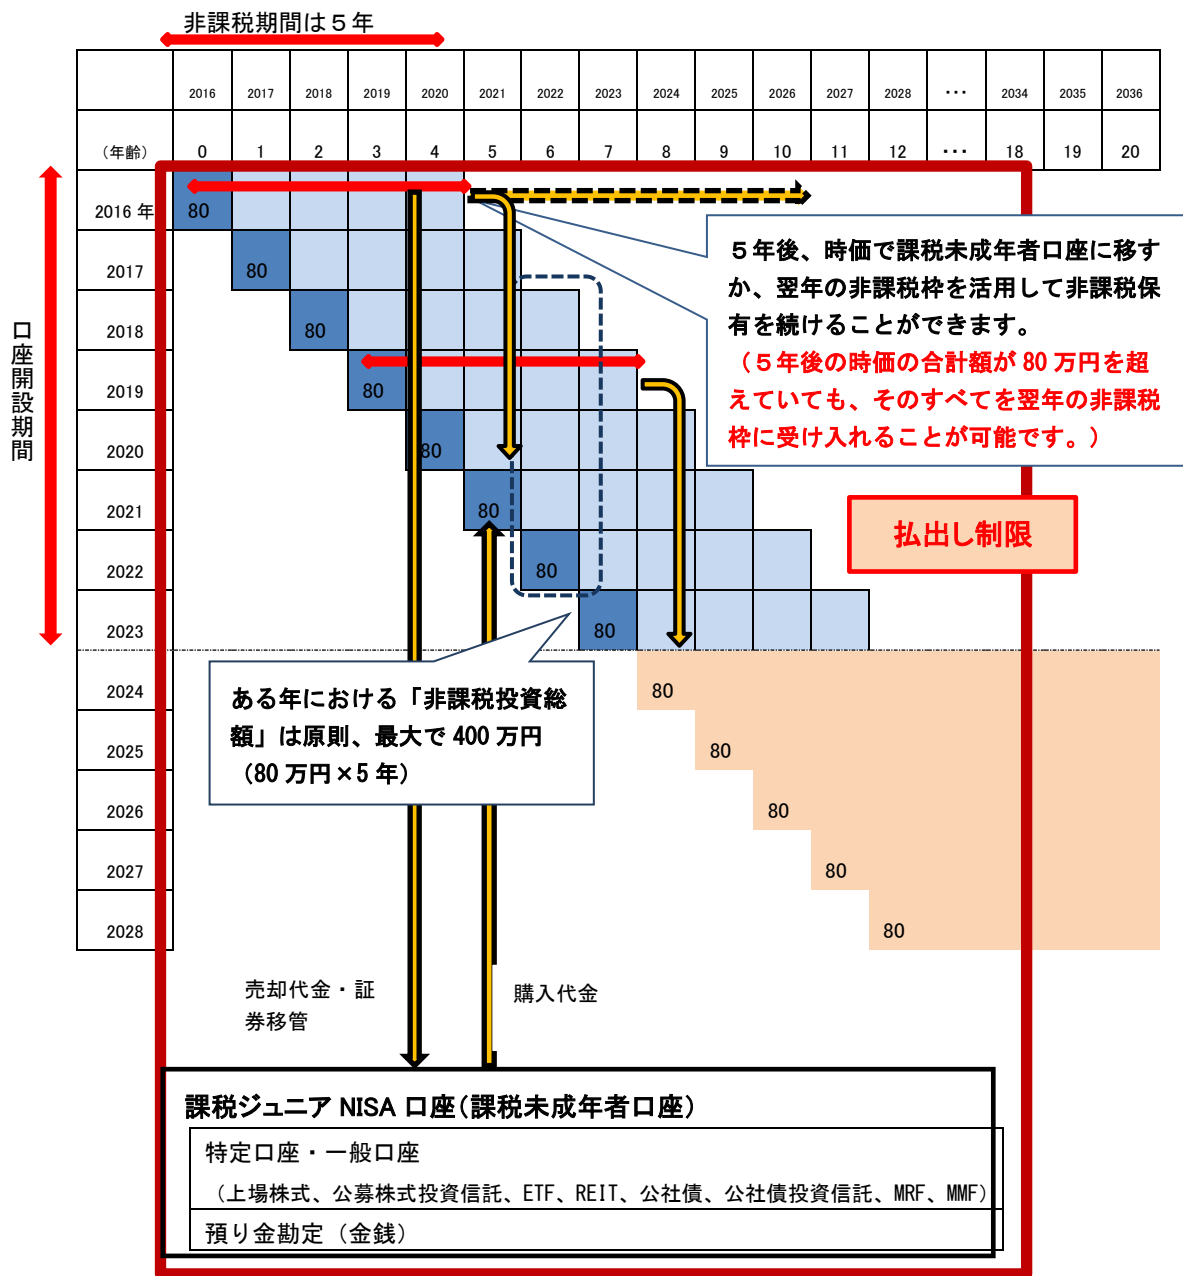 非課税期間は５年
2016 2017 2018 2019 2020 2021 2022 2023 2024 2025 2026 2027 2028 ･･･ 2034 2035 2036
（年齢） 0 1 2 3 4 5 6 7 8 9 10 11 12 ･･･ 18 19 20
口座開設期間
2016 年 80
2017 80
2018 80
2019 80
2020 80
2021 80
2022 80
2023 80
2024 80
2025 80
2026 80
2027 80
2028 80
５年後、時価で課税未成年者口座に移す
か、翌年の非課税枠を活用して非課税保
有を続けることができます。
（５年後の時価の合計額が 80 万円を超
えていても、そのすべてを翌年の非課税
枠に受け入れることが可能です。）
払出し制限
ある年における「非課税投資総
額」は原則、最大で 400 万円
（80 万円×5 年）
売却代金・証
券移管
購入代金
課税ジュニア NISA 口座（課税未成年者口座）
特定口座・一般口座
（上場株式、公募株式投資信託、ETF、REIT、公社債、公社債投資信託、MRF、MMF）
預り金勘定（金銭）